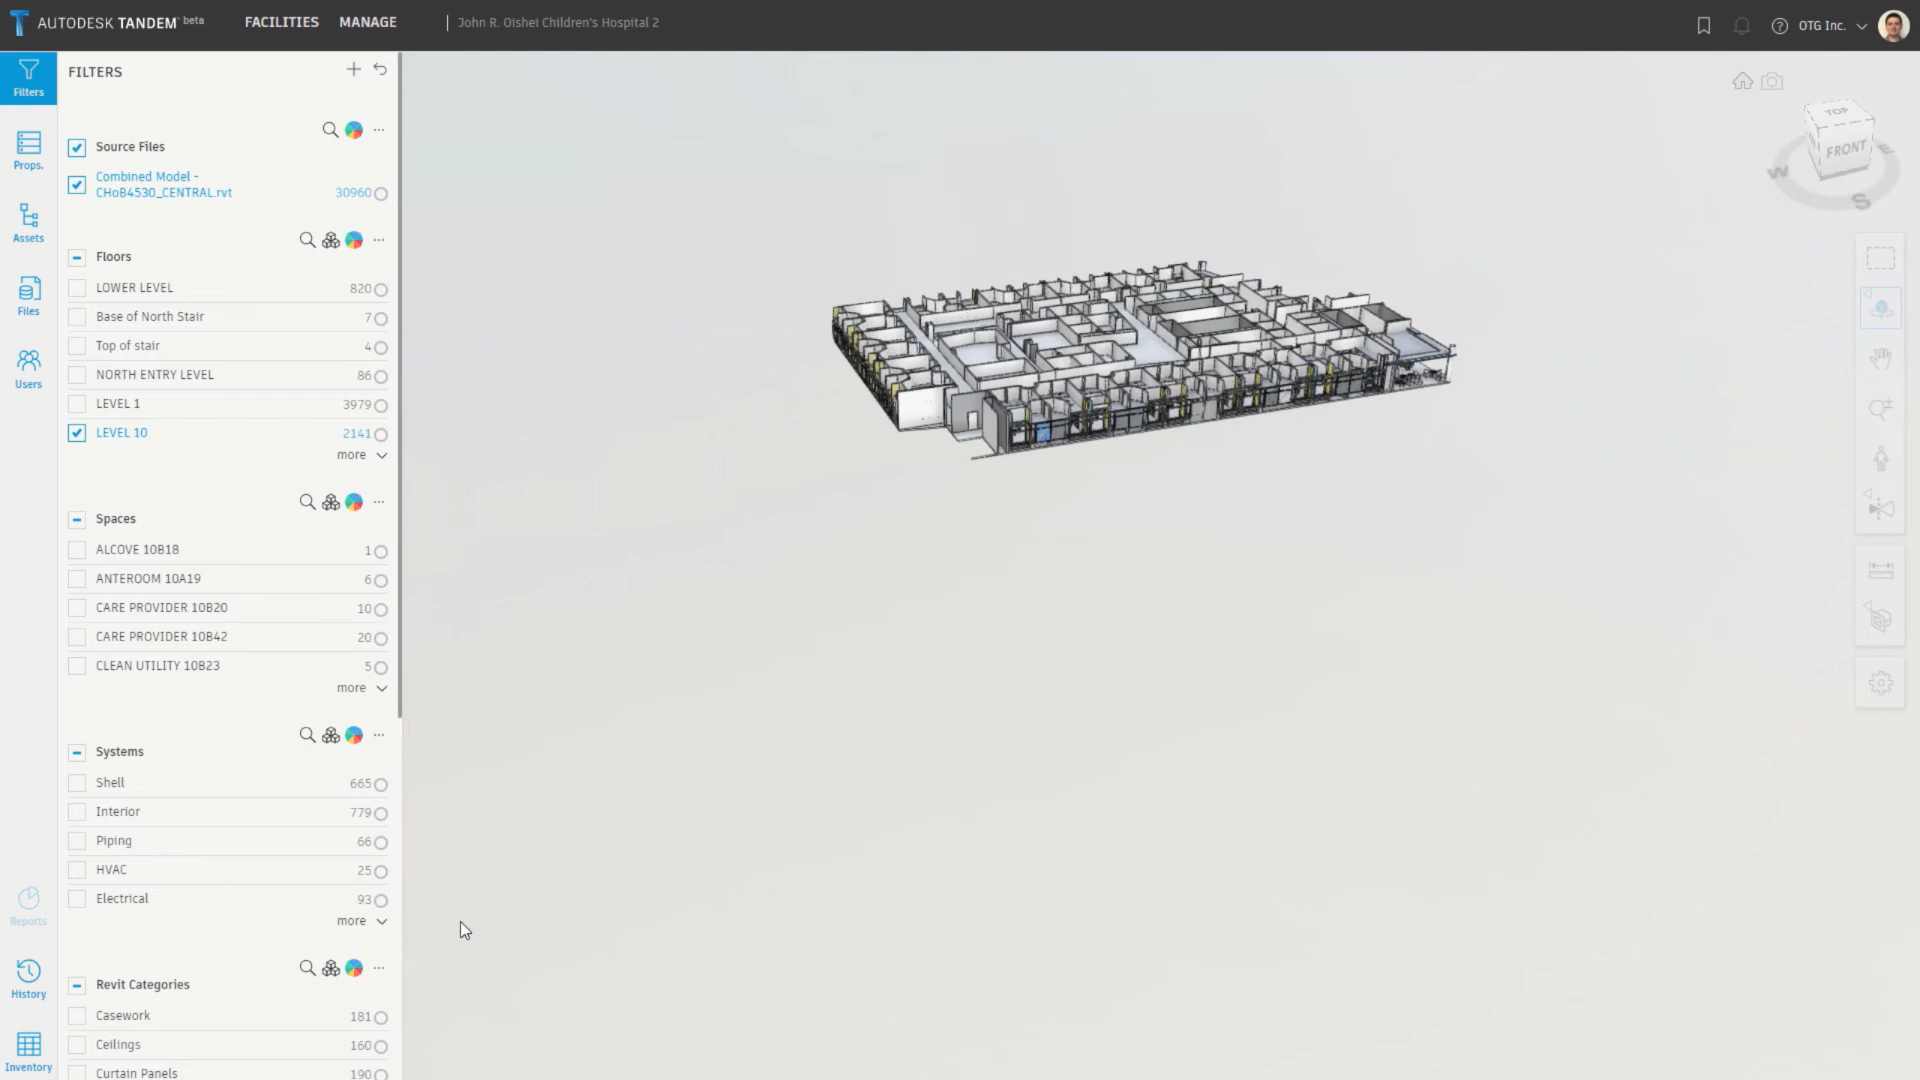 AUTODESK TANDEM beta
FACILITIES
MANAGE
John R. Oishei Children's Hospital 2
OTG Inc.
Filters
Props.
Assets
Files
Users
Reports
History
Inventory
FILTERS
Source Files
Combined Model -
CHoB4530_CENTRAL.rvt 30960
Floors
LOWER LEVEL 820
Base of North Stair 7
Top of stair 4
NORTH ENTRY LEVEL 86
LEVEL 1 3979
LEVEL 10 2141
more
Spaces
ALCOVE 10B18 1
ANTEROOM 10A19 6
CARE PROVIDER 10B20 10
CARE PROVIDER 10B42 20
CLEAN UTILITY 10B23 5
more
Systems
Shell 665
Interior 779
Piping 66
HVAC 25
Electrical 93
more
Revit Categories
Casework 181
Ceilings 160
Curtain Panels 190
TOP
FRONT
W
E
S